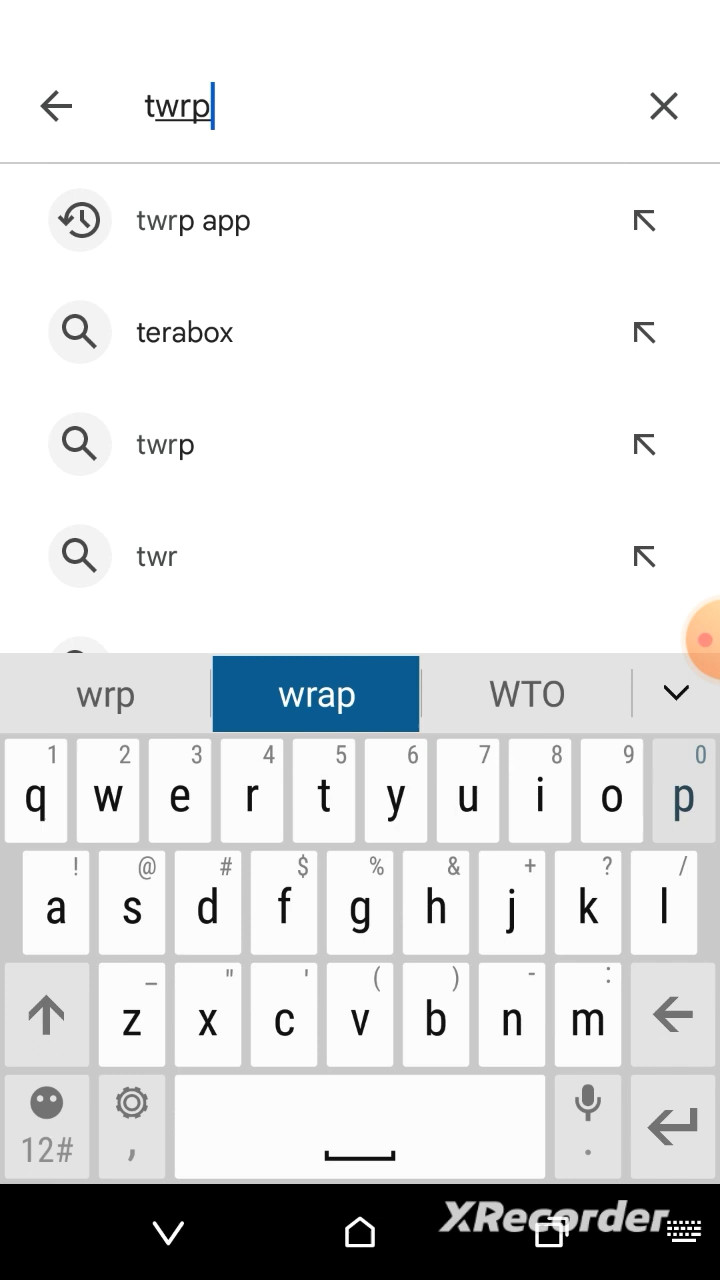 twrp
twrp app
terabox
twrp
twr
wrp wrap WTO
1 2 3 4 5 6 7 8 9 0
q w e r t y u i o p
! @ # $ % & + ? /
a s d f g h j k l
_ " ' ( ) - :
z x c v b n m
12# , .
XRecorder